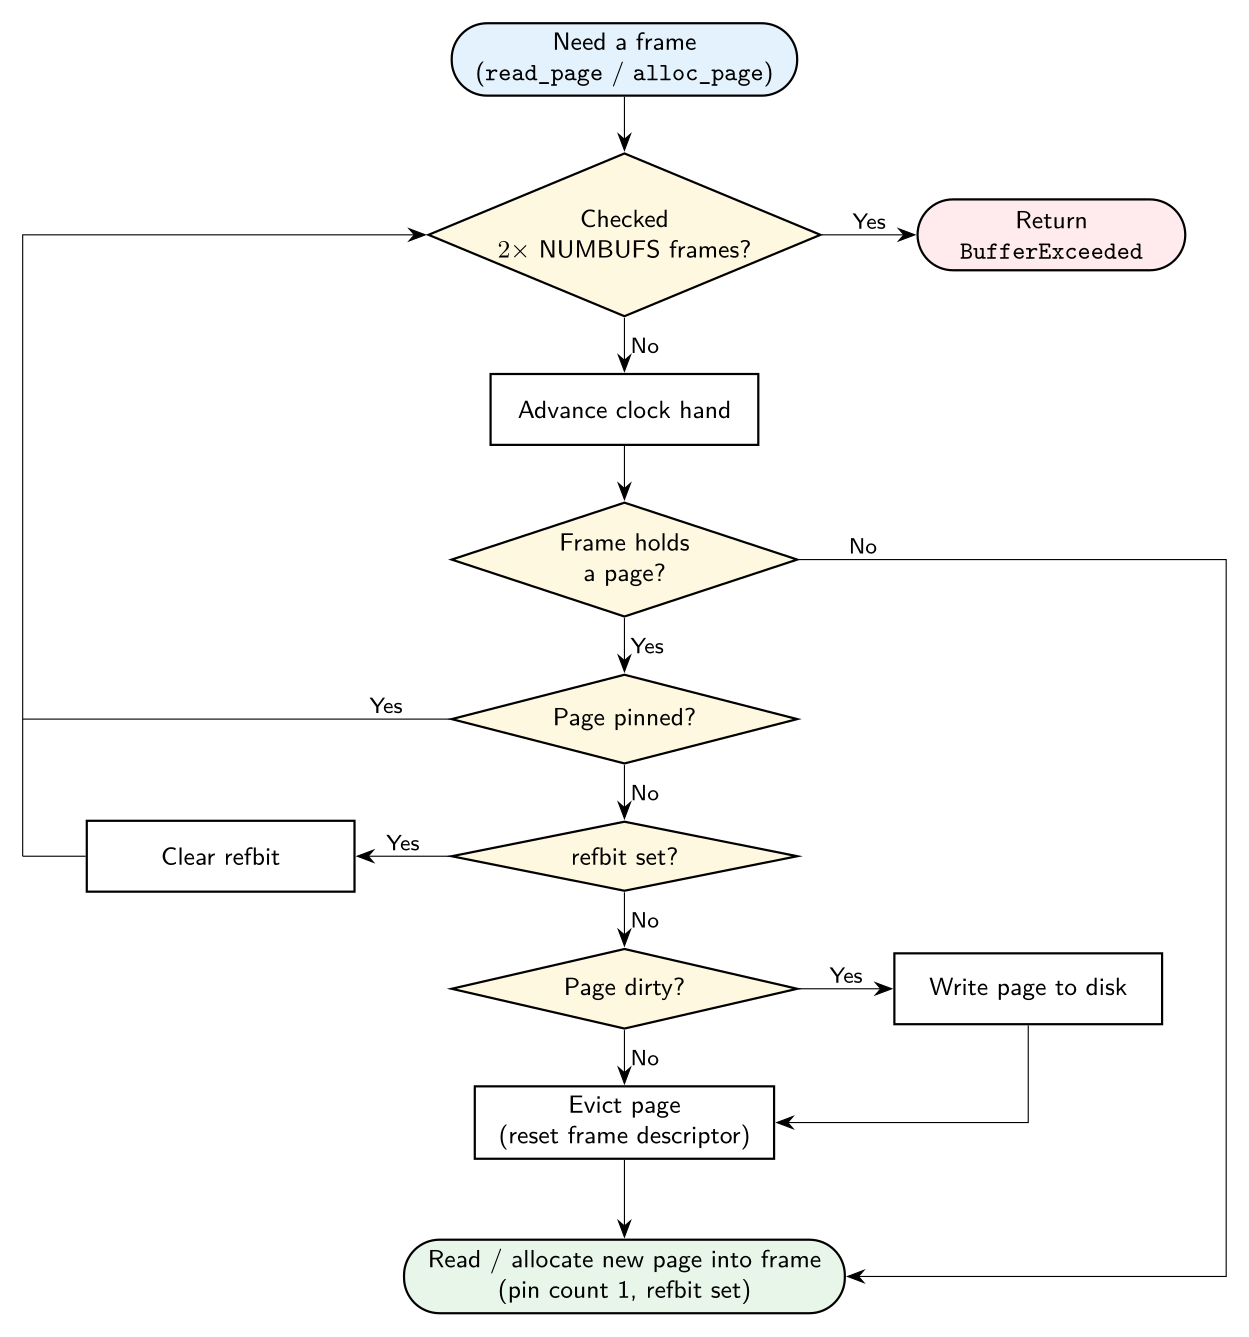 Need a frame
(read_page / alloc_page)
Checked
2× NUMBUFS frames?
Yes
Return
BufferExceeded
No
Advance clock hand
Frame holds
a page?
No
Yes
Page pinned?
Yes
No
refbit set?
Yes
Clear refbit
No
Page dirty?
Yes
Write page to disk
No
Evict page
(reset frame descriptor)
Read / allocate new page into frame
(pin count 1, refbit set)